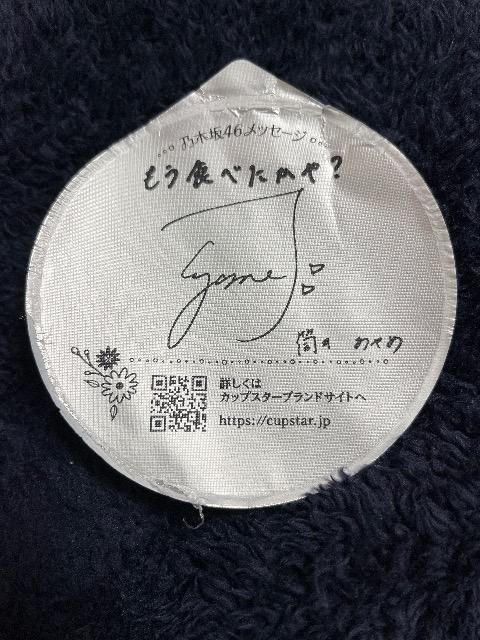 乃木坂46メッセージ
もう食べたかや?
筒井 あやめ
詳しくは
カップスターブランドサイトへ
https://cupstar.jp